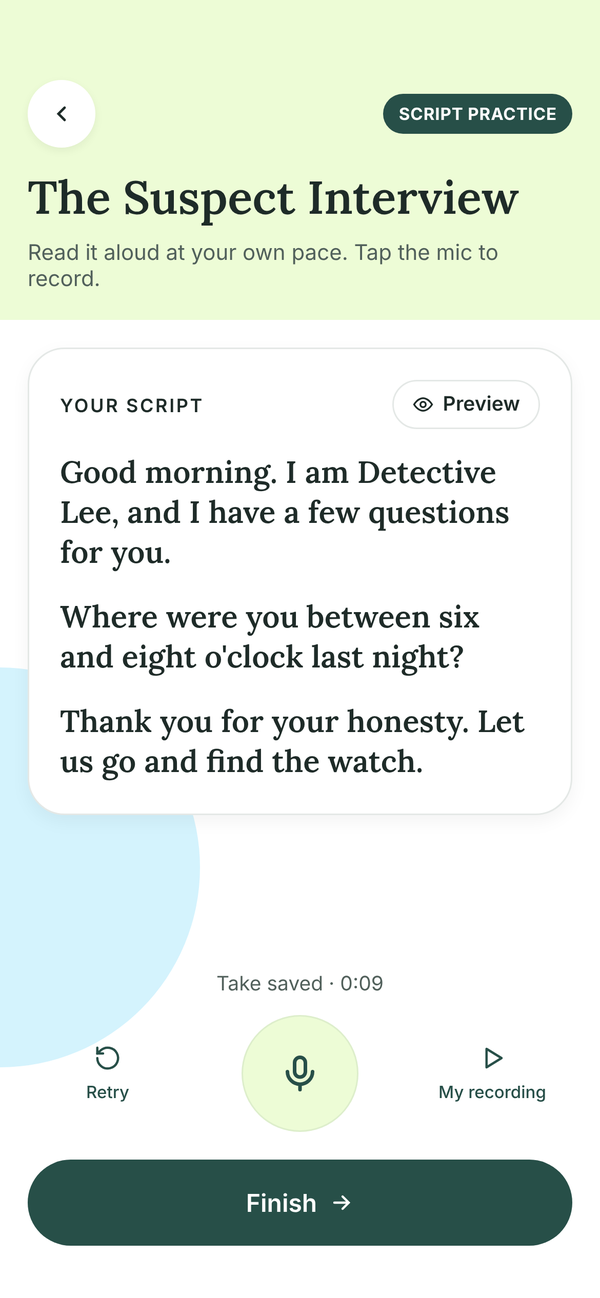 SCRIPT PRACTICE
The Suspect Interview
Read it aloud at your own pace. Tap the mic to
record.
YOUR SCRIPT
Preview
Good morning. I am Detective
Lee, and I have a few questions
for you.
Where were you between six
and eight o'clock last night?
Thank you for your honesty. Let
us go and find the watch.
Take saved · 0:09
Retry
My recording
Finish →